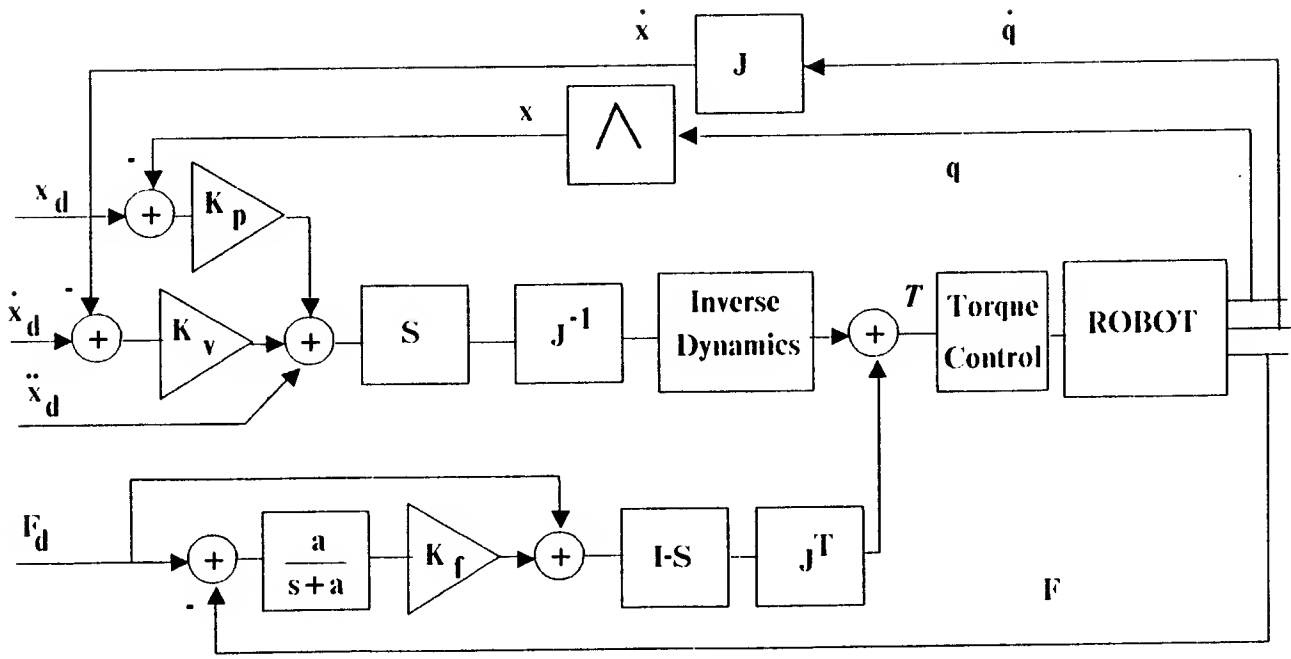 ẋ
q̇
J
x
Λ
q
-
x_d
+
K_p
-
ẋ_d
+
K_v
+
S
J^-1
Inverse
Dynamics
+
T
Torque
Control
ROBOT
ẍ_d
F_d
+
-
a
s+a
K_f
+
I-S
J^T
F